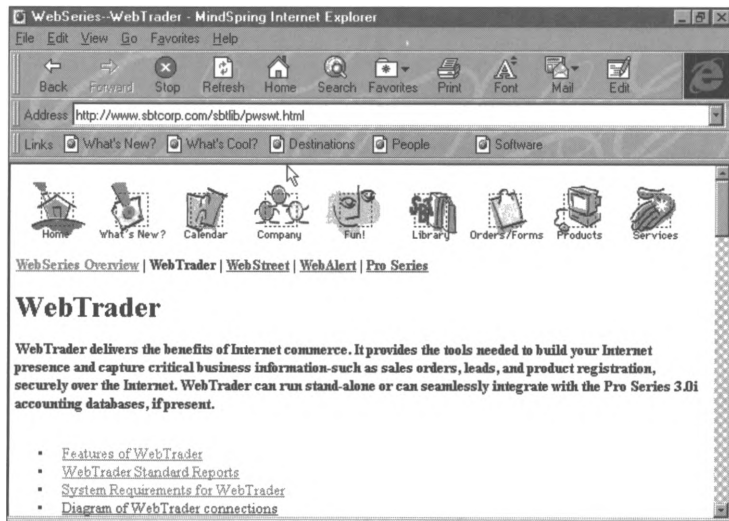 WebSeries--WebTrader - MindSpring Internet Explorer
File Edit View Go Favorites Help
Back Forward Stop Refresh Home Search Favorites Print Font Mail Edit
Address http://www.sbtcorp.com/sbtlib/pwswt.html
Links What's New? What's Cool? Destinations People Software
Home What's New? Calendar Company Fun! Library Orders/Forms Products Services
WebSeries Overview | WebTrader | WebStreet | WebAlert | Pro Series
WebTrader
WebTrader delivers the benefits of Internet commerce. It provides the tools needed to build your Internet
presence and capture critical business information-such as sales orders, leads, and product registration,
securely over the Internet. WebTrader can run stand-alone or can seamlessly integrate with the Pro Series 3.0i
accounting databases, if present.
Features of WebTrader
WebTrader Standard Reports
System Requirements for WebTrader
Diagram of WebTrader connections